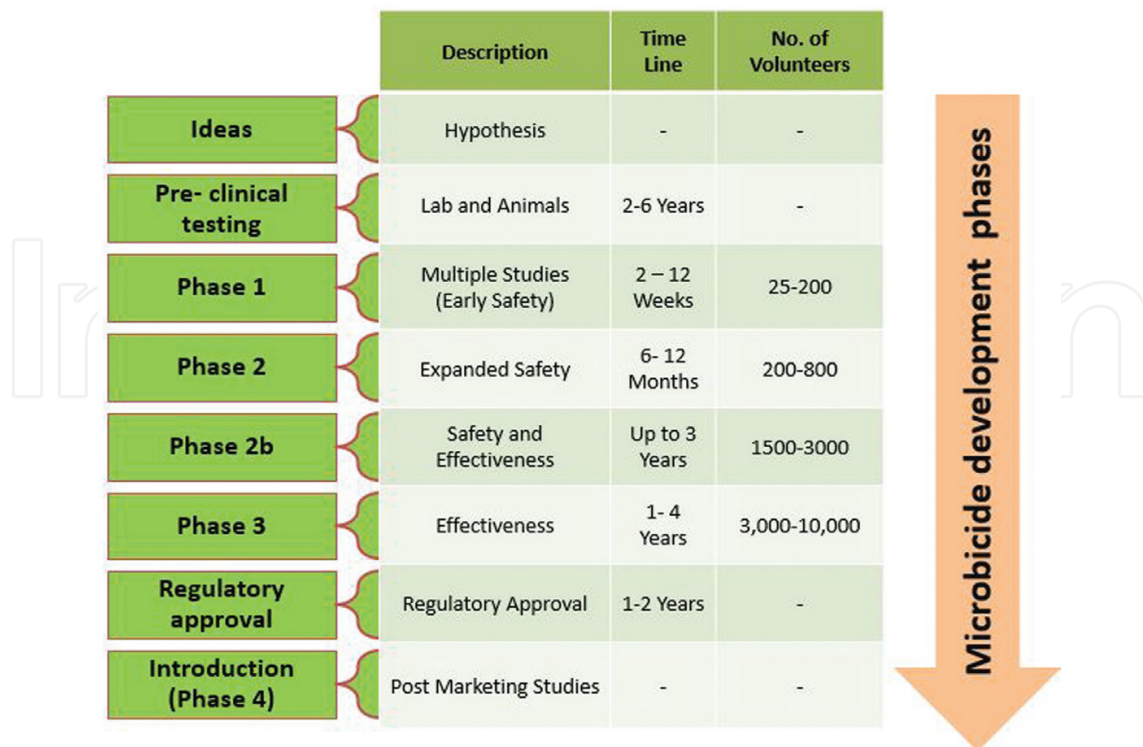 Description
Time
Line
No. of
Volunteers
Ideas
Hypothesis
-
-
Pre- clinical
testing
Lab and Animals
2-6 Years
-
Phase 1
Multiple Studies
(Early Safety)
2 – 12
Weeks
25-200
Phase 2
Expanded Safety
6- 12
Months
200-800
Phase 2b
Safety and
Effectiveness
Up to 3
Years
1500-3000
Phase 3
Effectiveness
1- 4
Years
3,000-10,000
Regulatory
approval
Regulatory Approval
1-2 Years
-
Introduction
(Phase 4)
Post Marketing Studies
-
-
Microbicide development  phases